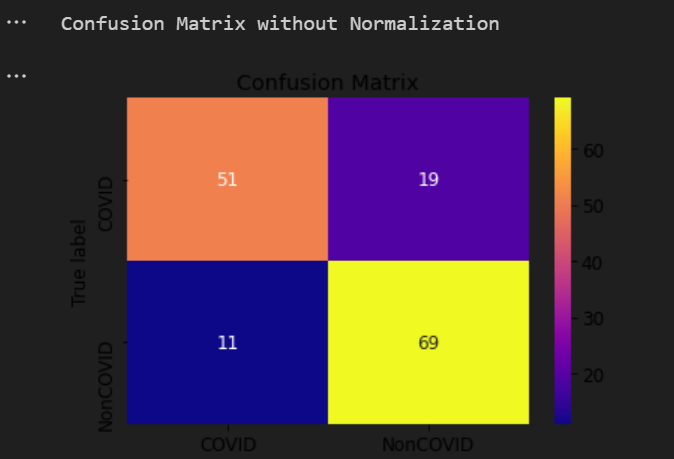 ... Confusion Matrix without Normalization
...
Confusion Matrix
COVID
NonCOVID
True label
51 19
11 69
COVID NonCOVID
60
50
40
30
20